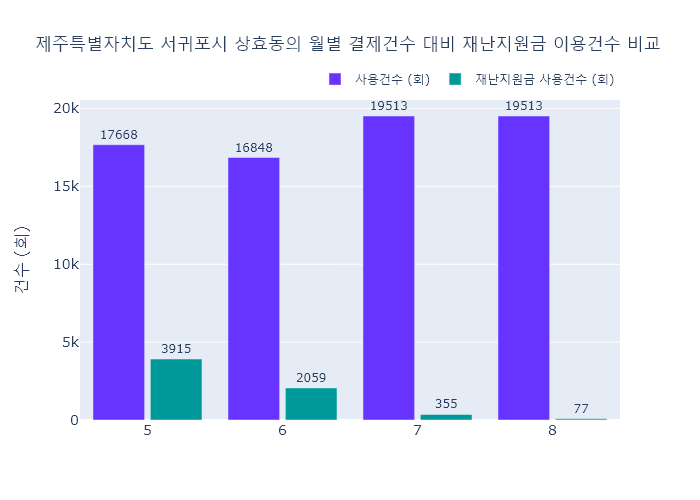 제주특별자치도 서귀포시 상효동의 월별 결제건수 대비 재난지원금 이용건수 비교
사용건수 (회) 재난지원금 사용건수 (회)
건수 (회)
20k
15k
10k
5k
0
17668
3915
16848
2059
19513
355
19513
77
5 6 7 8